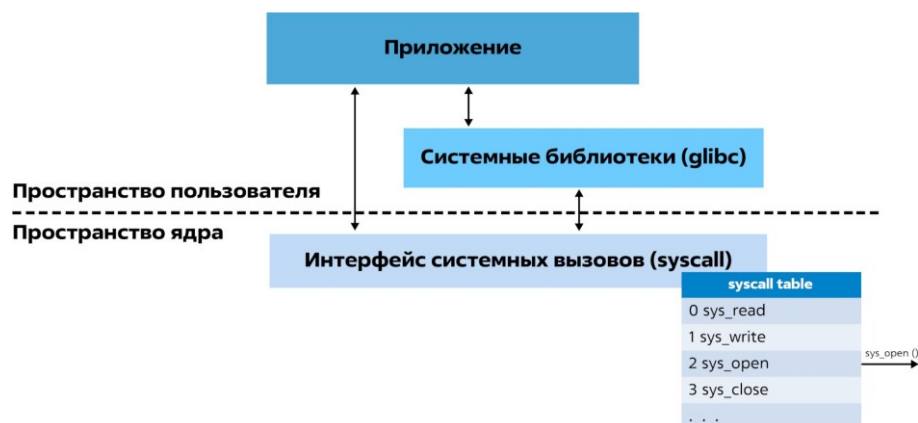 Приложение
Системные библиотеки (glibc)
Пространство пользователя
Пространство ядра
Интерфейс системных вызовов (syscall)
syscall table
0 sys_read
1 sys_write
2 sys_open
sys_open ()
3 sys_close
. . .